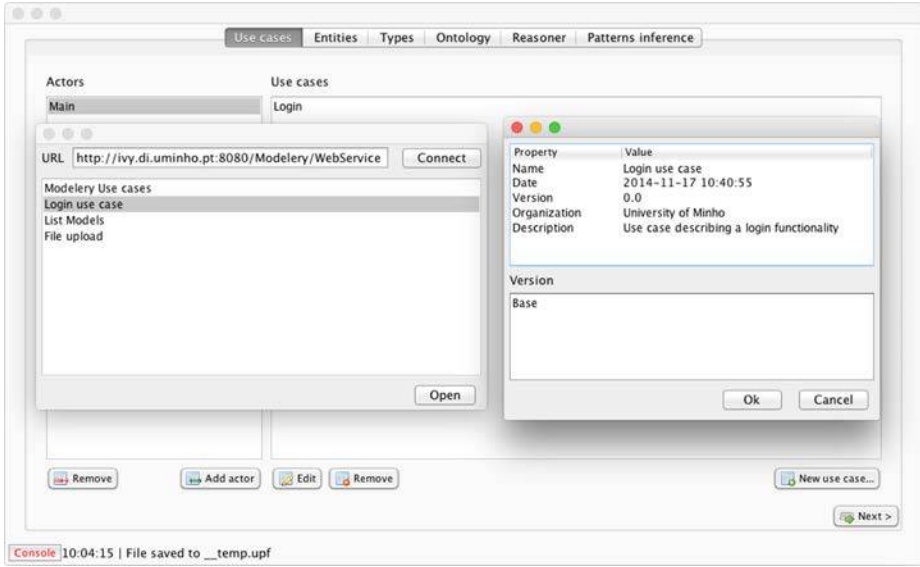 Use cases Entities Types Ontology Reasoner Patterns inference
Actors Use cases
Main Login
URL http://ivy.di.uminho.pt:8080/Modelery/WebService Connect
Modelery Use cases
Login use case
List Models
File upload
Open
Property Value
Name Login use case
Date 2014-11-17 10:40:55
Version 0.0
Organization University of Minho
Description Use case describing a login functionality
Version
Base
Ok Cancel
Remove Add actor Edit Remove New use case...
Next >
Console 10:04:15 | File saved to __temp.upf